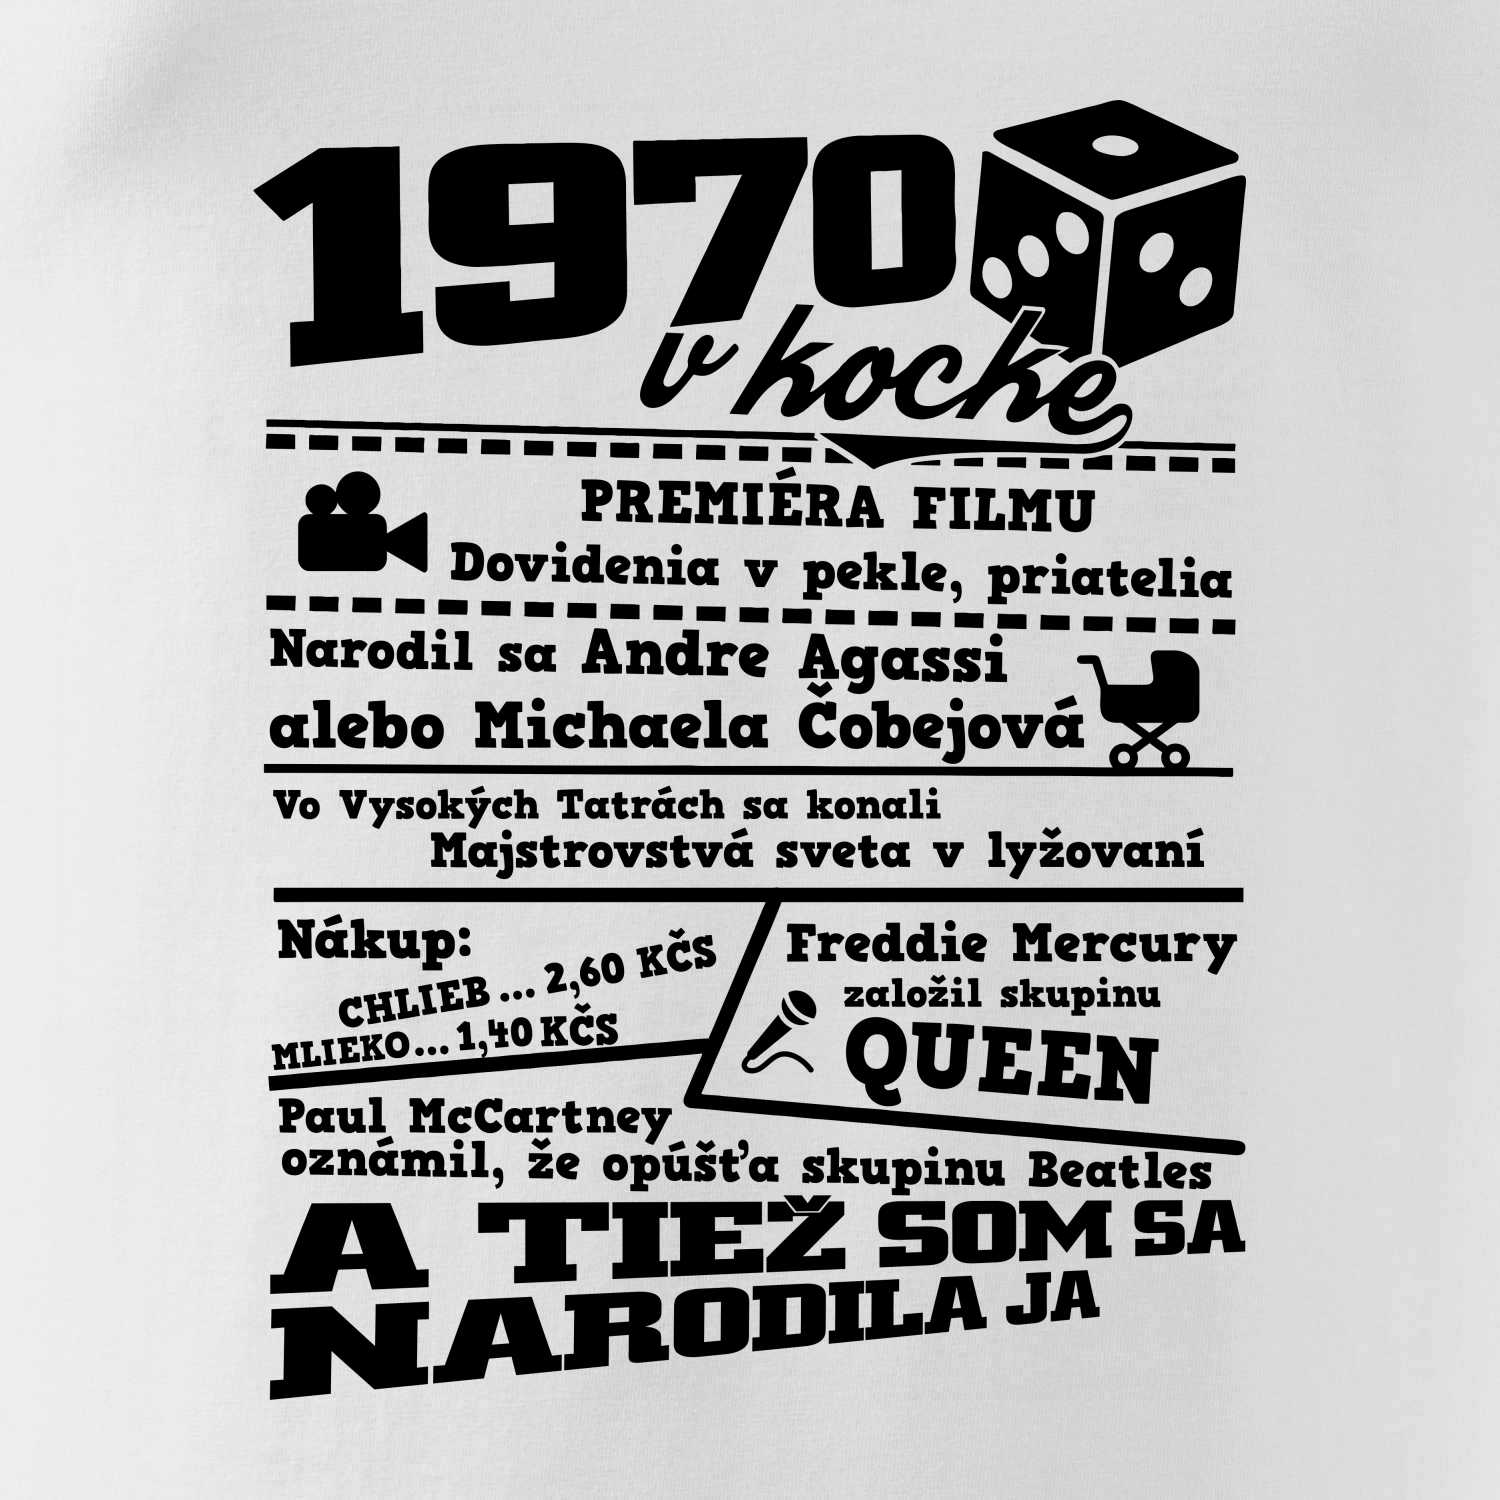 1970
v kocke
PREMIÉRA FILMU
Dovidenia v pekle, priatelia
Narodil sa Andre Agassi
alebo Michaela Čobejová
Vo Vysokých Tatrách sa konali
Majstrovstvá sveta v lyžovaní
Nákup:
CHLIEB ... 2,60 KČS
MLIEKO... 1,40 KČS
Freddie Mercury
založil skupinu
QUEEN
Paul McCartney
oznámil, že opúšťa skupinu Beatles
A TIEŽ SOM SA
NARODILA JA